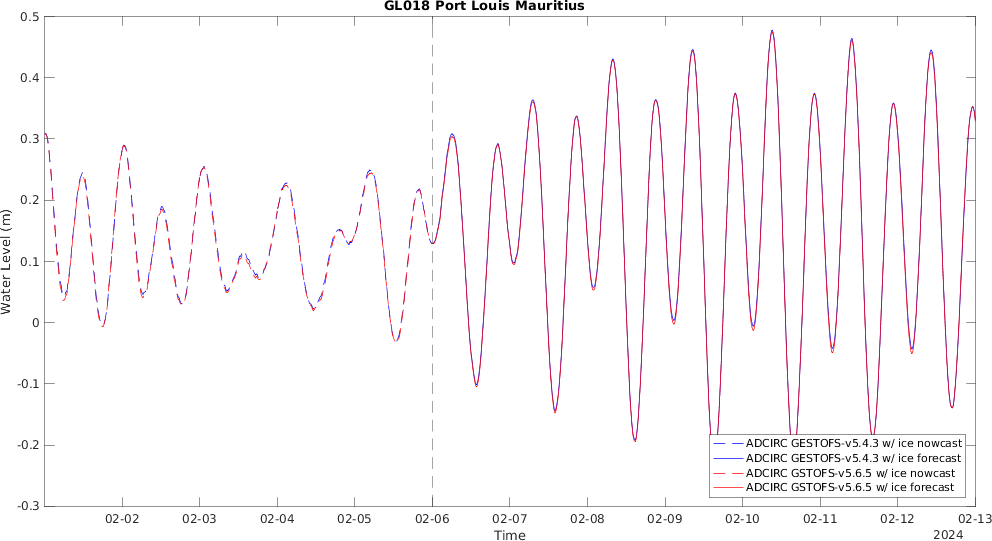 GL018 Port Louis Mauritius
0.5
0.4
0.3
0.2
0.1
0
-0.1
-0.2
-0.3
Water Level (m)
ADCIRC GESTOFS-v5.4.3 w/ ice nowcast
ADCIRC GESTOFS-v5.4.3 w/ ice forecast
ADCIRC GSTOFS-v5.6.5 w/ ice nowcast
ADCIRC GSTOFS-v5.6.5 w/ ice forecast
02-02 02-03 02-04 02-05 02-06 02-07 02-08 02-09 02-10 02-11 02-12 02-13
Time
2024